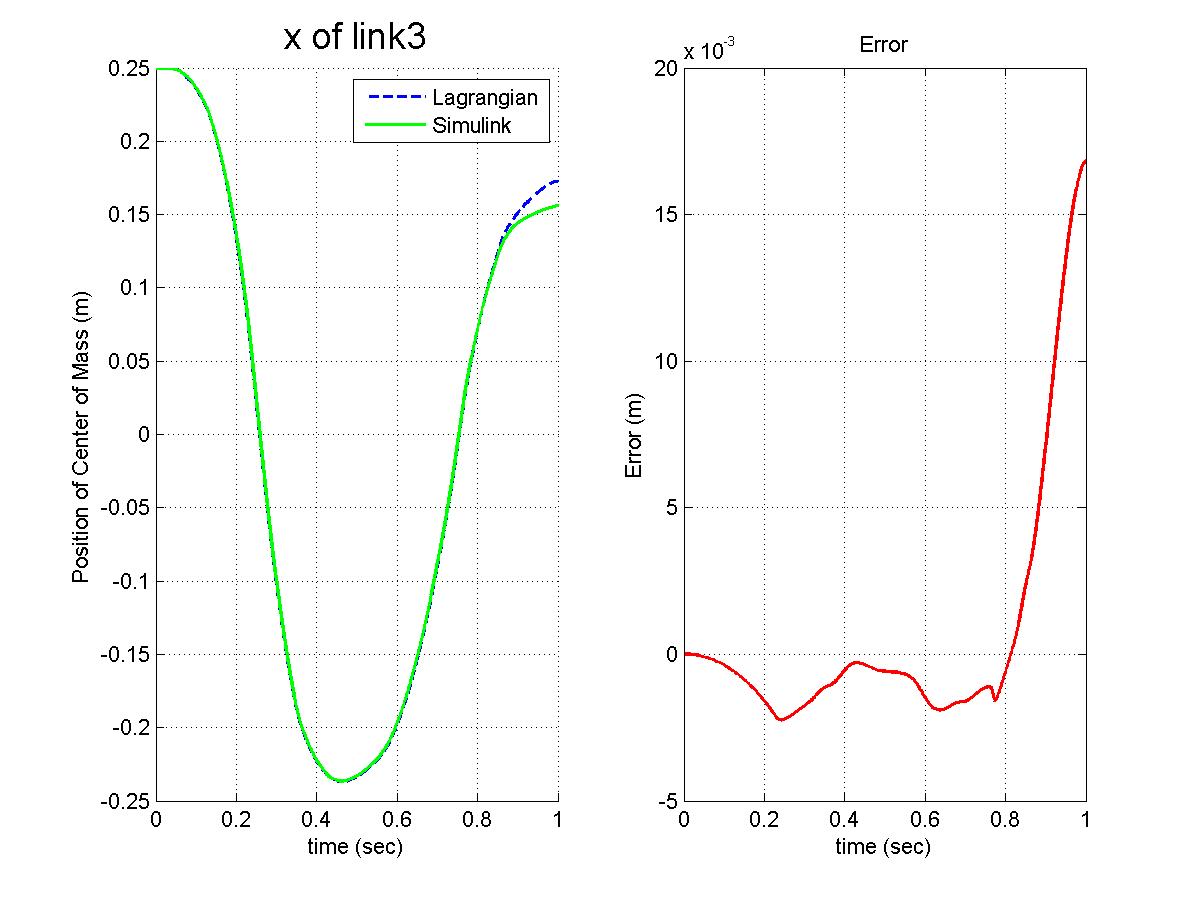 x of link3
Position of Center of Mass (m)
0.25
0.2
0.15
0.1
0.05
0
-0.05
-0.1
-0.15
-0.2
-0.25
0 0.2 0.4 0.6 0.8 1
time (sec)
Lagrangian
Simulink
Error
x 10^-3
Error (m)
20
15
10
5
0
-5
0 0.2 0.4 0.6 0.8 1
time (sec)